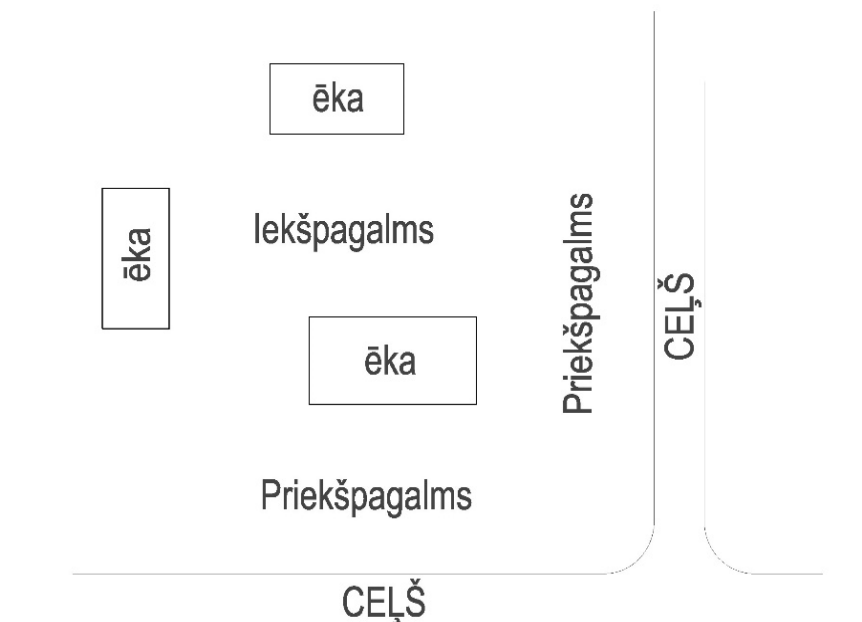 ēka
Iekšpagalms
ēka
ēka
Priekšpagalms
CEĻŠ
Priekšpagalms
CEĻŠ